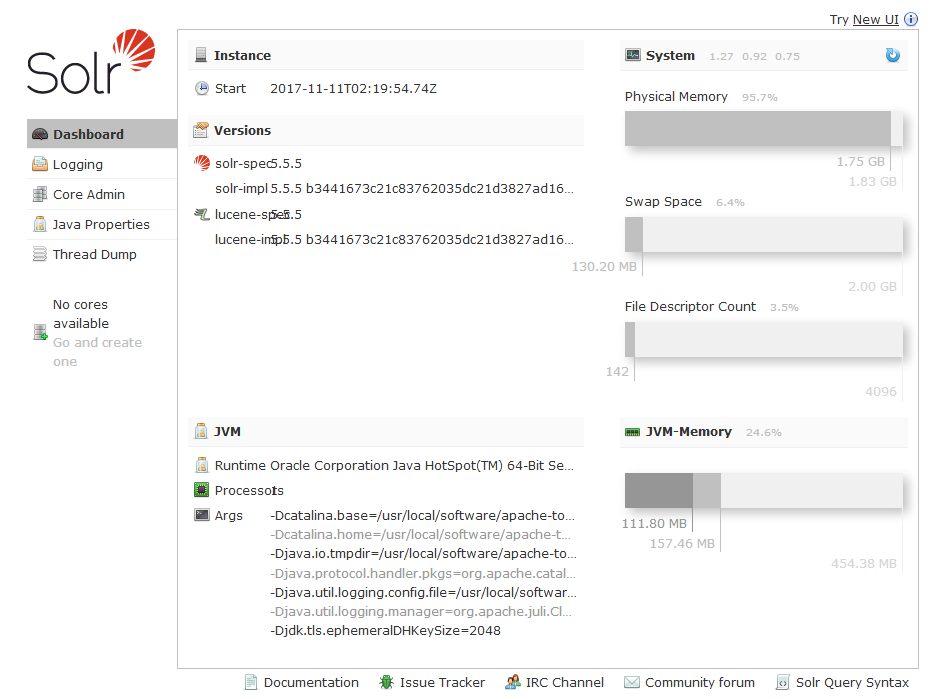 Try New UI
Solr
Dashboard
Logging
Core Admin
Java Properties
Thread Dump
No cores
available
Go and create
one
Instance
Start 2017-11-11T02:19:54.74Z
Versions
solr-spec 5.5.5
solr-impl 5.5.5 b3441673c21c83762035dc21d3827ad16...
lucene-spec 5.5.5
lucene-impl 5.5.5 b3441673c21c83762035dc21d3827ad16...
System 1.27 0.92 0.75
Physical Memory 95.7%
1.75 GB
1.83 GB
Swap Space 6.4%
130.20 MB
2.00 GB
File Descriptor Count 3.5%
142
4096
JVM
Runtime Oracle Corporation Java HotSpot(TM) 64-Bit Se...
Processors 1
Args -Dcatalina.base=/usr/local/software/apache-to...
-Dcatalina.home=/usr/local/software/apache-t...
-Djava.io.tmpdir=/usr/local/software/apache-to...
-Djava.protocol.handler.pkgs=org.apache.catal...
-Djava.util.logging.config.file=/usr/local/softwar...
-Djava.util.logging.manager=org.apache.juli.Cl...
-Djdk.tls.ephemeralDHKeySize=2048
JVM-Memory 24.6%
111.80 MB
157.46 MB
454.38 MB
Documentation Issue Tracker IRC Channel Community forum Solr Query Syntax